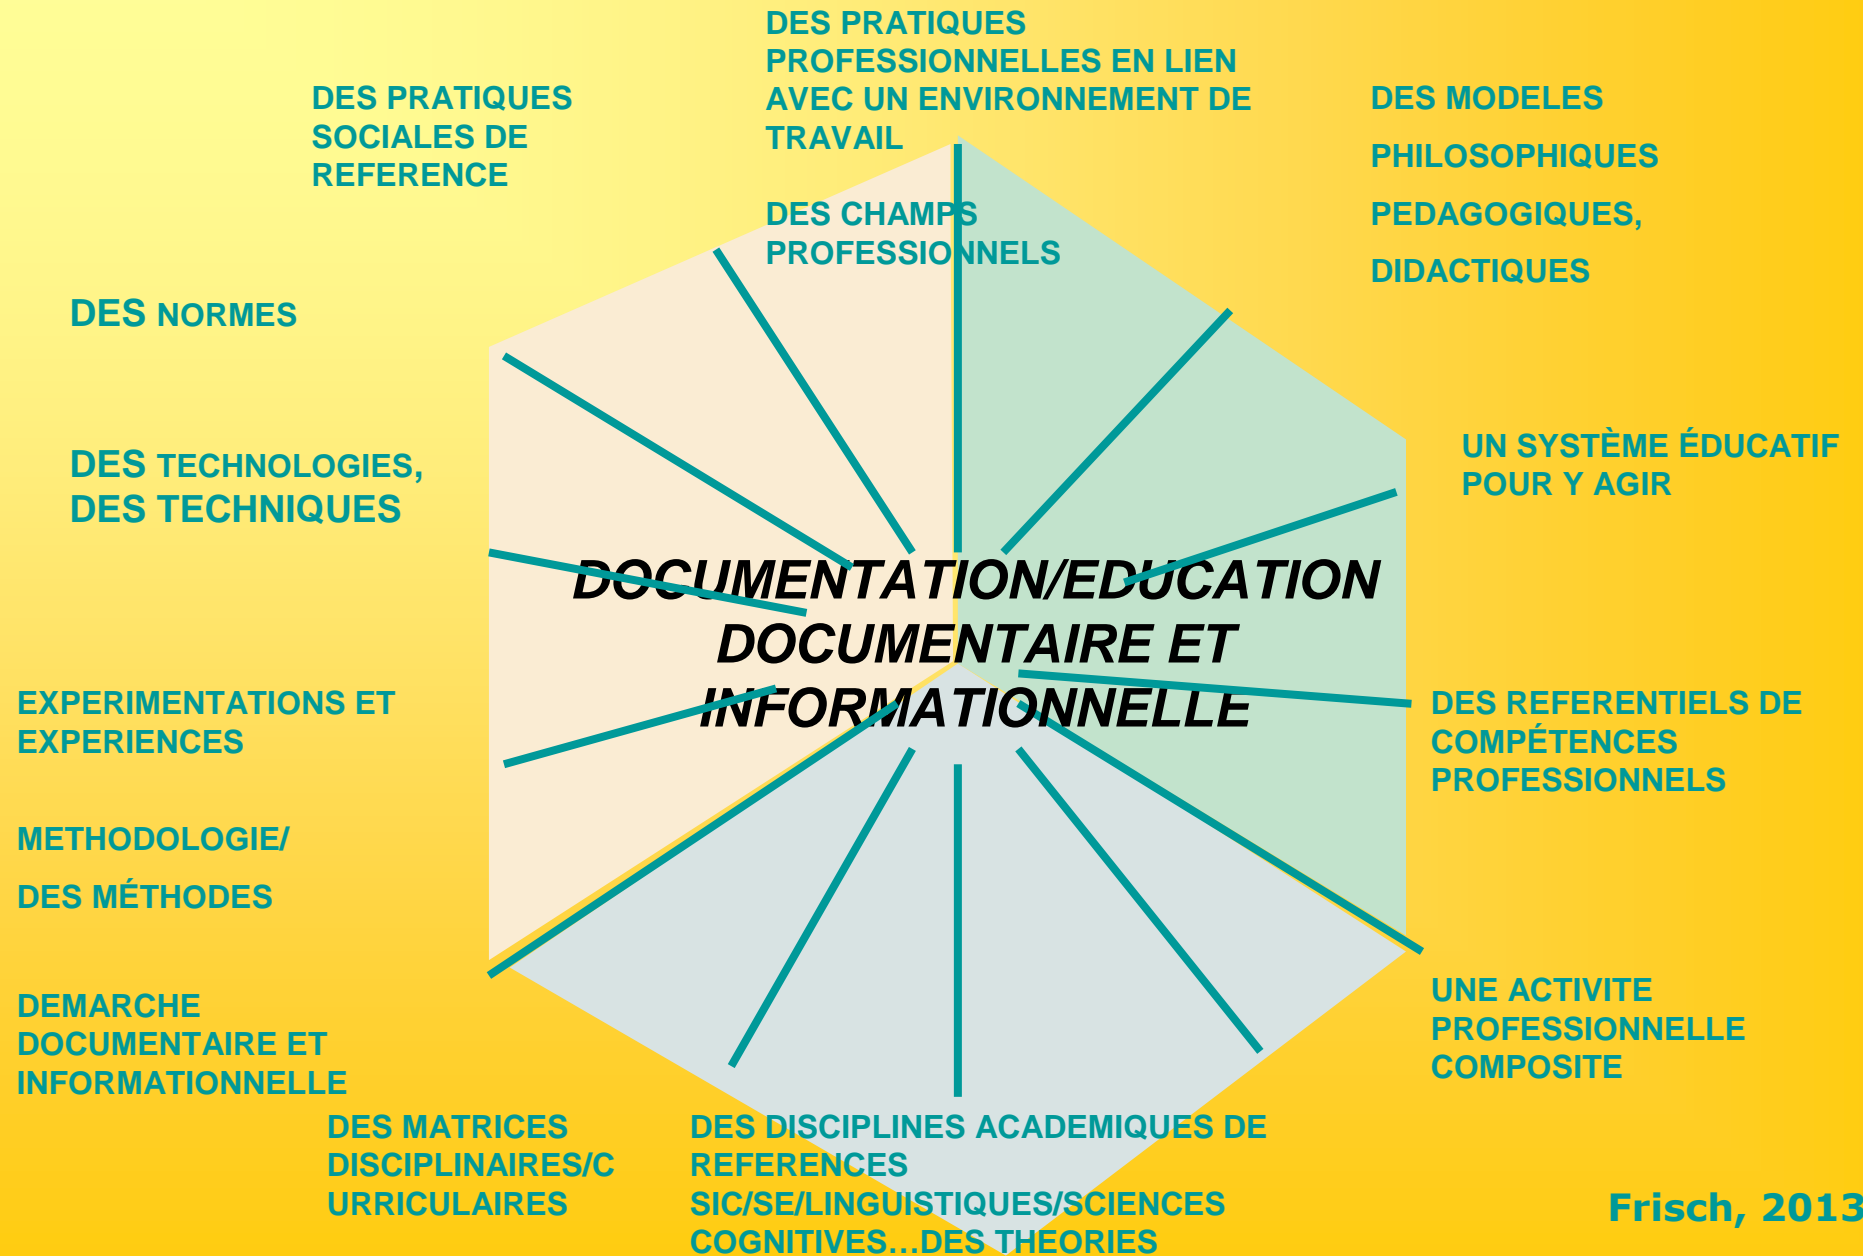 DES PRATIQUES
PROFESSIONNELLES EN LIEN
AVEC UN ENVIRONNEMENT DE
TRAVAIL
DES CHAMPS
PROFESSIONNELS
DES PRATIQUES
SOCIALES DE
REFERENCE
DES MODELES
PHILOSOPHIQUES
PEDAGOGIQUES,
DIDACTIQUES
DES NORMES
DES TECHNOLOGIES,
DES TECHNIQUES
UN SYSTÈME ÉDUCATIF
POUR Y AGIR
DOCUMENTATION/EDUCATION
DOCUMENTAIRE ET
INFORMATIONNELLE
EXPERIMENTATIONS ET
EXPERIENCES
DES REFERENTIELS DE
COMPÉTENCES
PROFESSIONNELS
METHODOLOGIE/
DES MÉTHODES
DEMARCHE
DOCUMENTAIRE ET
INFORMATIONNELLE
UNE ACTIVITE
PROFESSIONNELLE
COMPOSITE
DES MATRICES
DISCIPLINAIRES/C
URRICULAIRES
DES DISCIPLINES ACADEMIQUES DE
REFERENCES
SIC/SE/LINGUISTIQUES/SCIENCES
COGNITIVES…DES THEORIES
Frisch, 2013